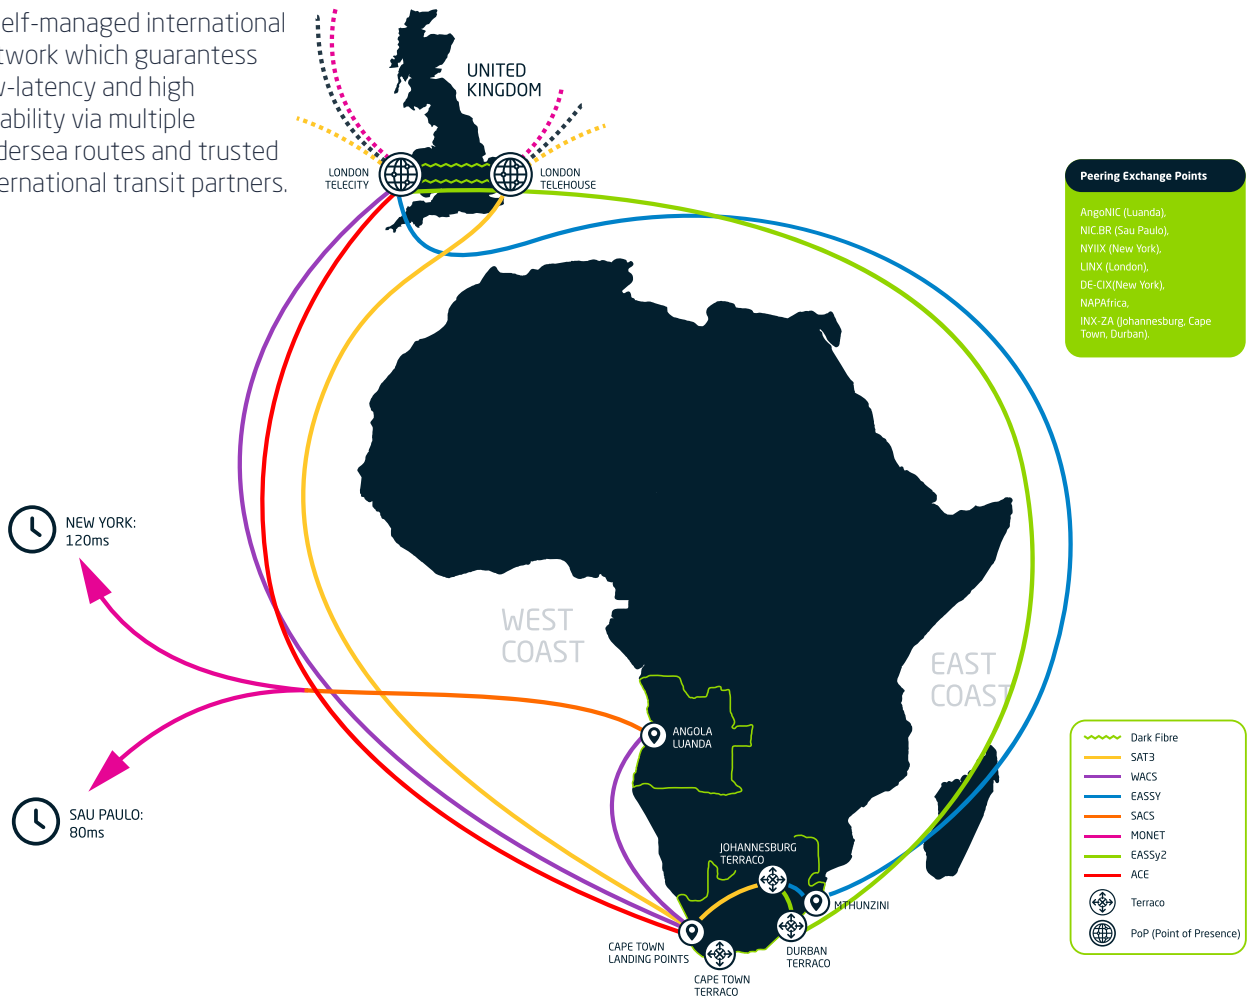 elf-managed international
twork which guarantess
w-latency and high
ability via multiple
dersea routes and trusted
ernational transit partners.
UNITED
KINGDOM
LONDON
TELECITY
LONDON
TELEHOUSE
Peering Exchange Points
AngoNIC (Luanda),
NIC.BR (Sau Paulo),
NYIIX (New York),
LINX (London),
DE-CIX(New York),
NAPAfrica,
INX-ZA (Johannesburg, Cape
Town, Durban).
NEW YORK:
120ms
WEST
COAST
EAST
COAST
ANGOLA
LUANDA
SAU PAULO:
80ms
JOHANNESBURG
TERRACO
MTHUNZINI
CAPE TOWN
LANDING POINTS
DURBAN
TERRACO
CAPE TOWN
TERRACO
Dark Fibre
SAT3
WACS
EASSY
SACS
MONET
EASSy2
ACE
Terraco
PoP (Point of Presence)